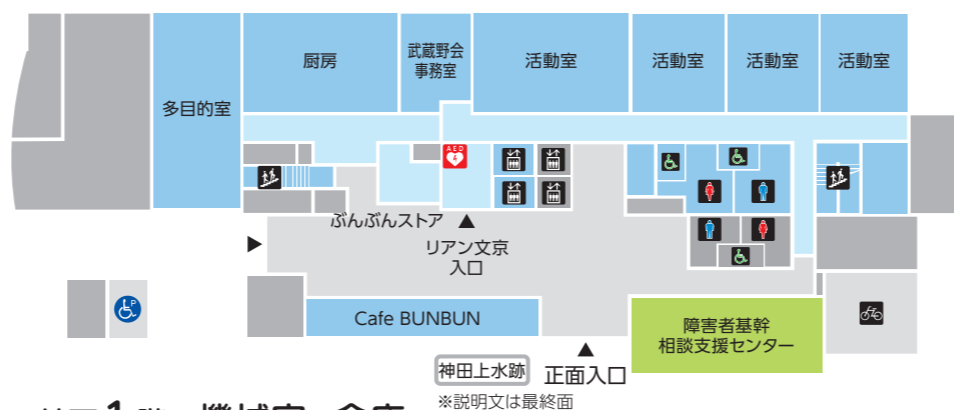 厨房
武蔵野会
事務室
活動室
活動室
活動室
活動室
多目的室
AED
ぶんぶんストア
リアン文京
入口
P
Cafe BUNBUN
障害者基幹
相談支援センター
神田上水跡
正面入口
※説明文は最終面